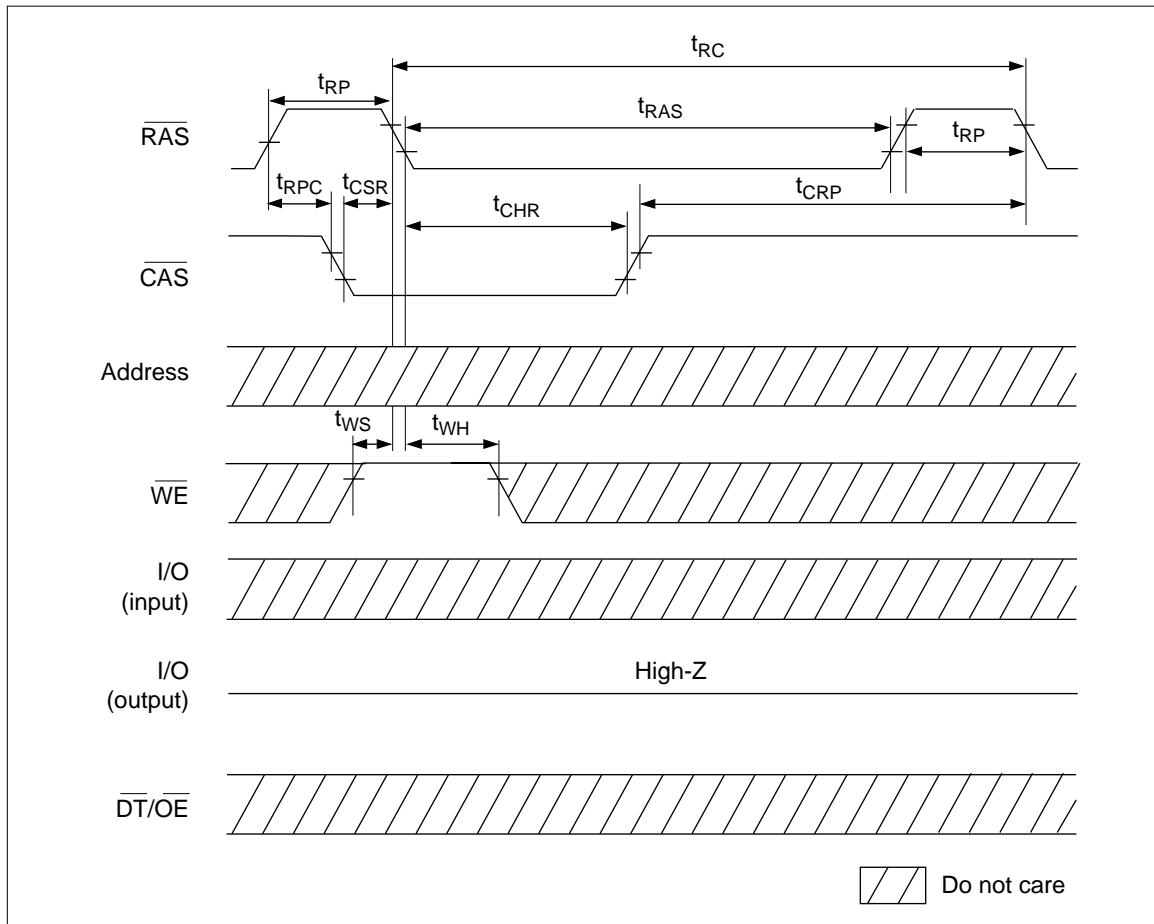 tRC
tRP
RAS
tRAS
tRP
tRPC
tCSR
tCHR
tCRP
CAS
Address
tWS
tWH
WE
I/O
(input)
I/O
(output)
High-Z
DT/OE
Do not care